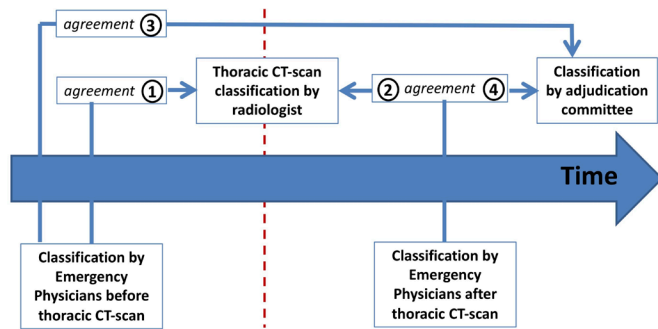 agreement 3
agreement 1
Thoracic CT-scan
classification by
radiologist
2 agreement 4
Classification
by adjudication
committee
Time
Classification by
Emergency
Physicians before
thoracic CT-scan
Classification by
Emergency
Physicians after
thoracic CT-scan